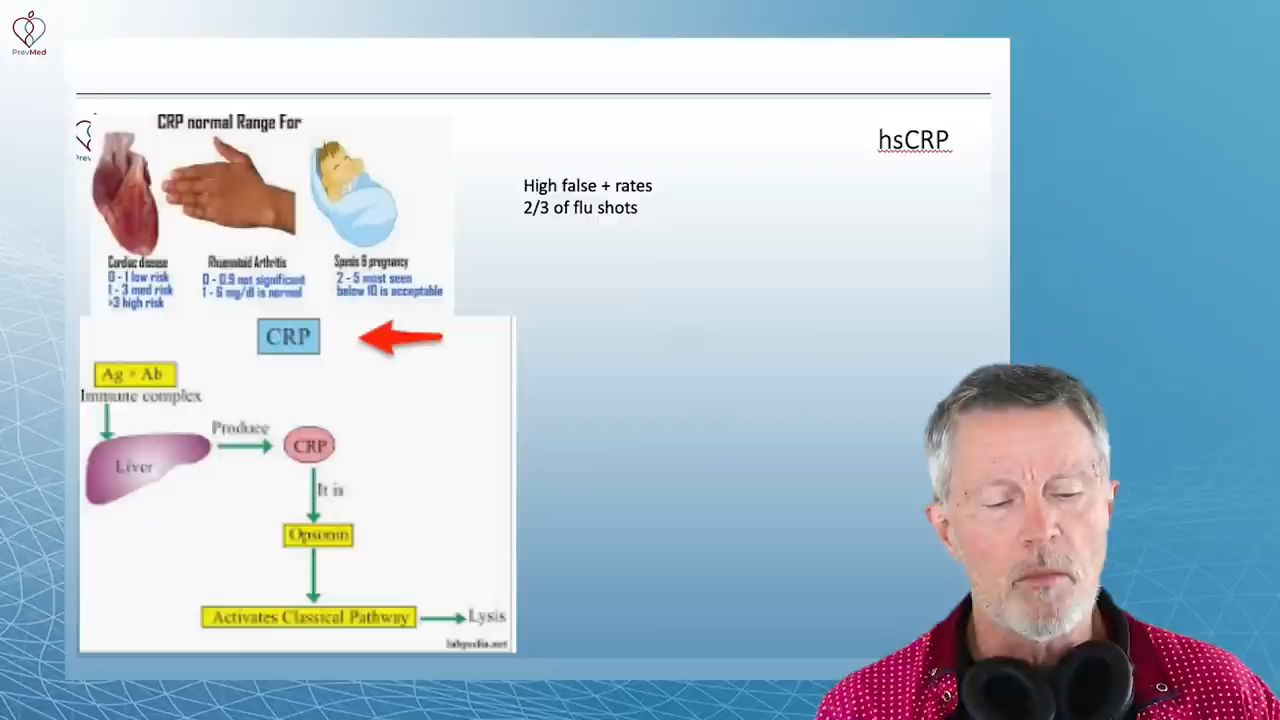 PrevMed
CRP normal Range For
Prev
hsCRP
High false + rates
2/3 of flu shots
Cardiac disease
0 - 1 low risk
1 - 3 med risk
>3 high risk
Rheumatoid Arthritis
0 - 0.9 not significant
1 - 6 mg/dl is normal
Spesis & pregnancy
2 - 5 most seen
below 10 is acceptable
CRP
Ag + Ab
Immune complex
Liver
Produce
CRP
It is
Opsonin
Activates Classical Pathway
Lysis
labpedia.net